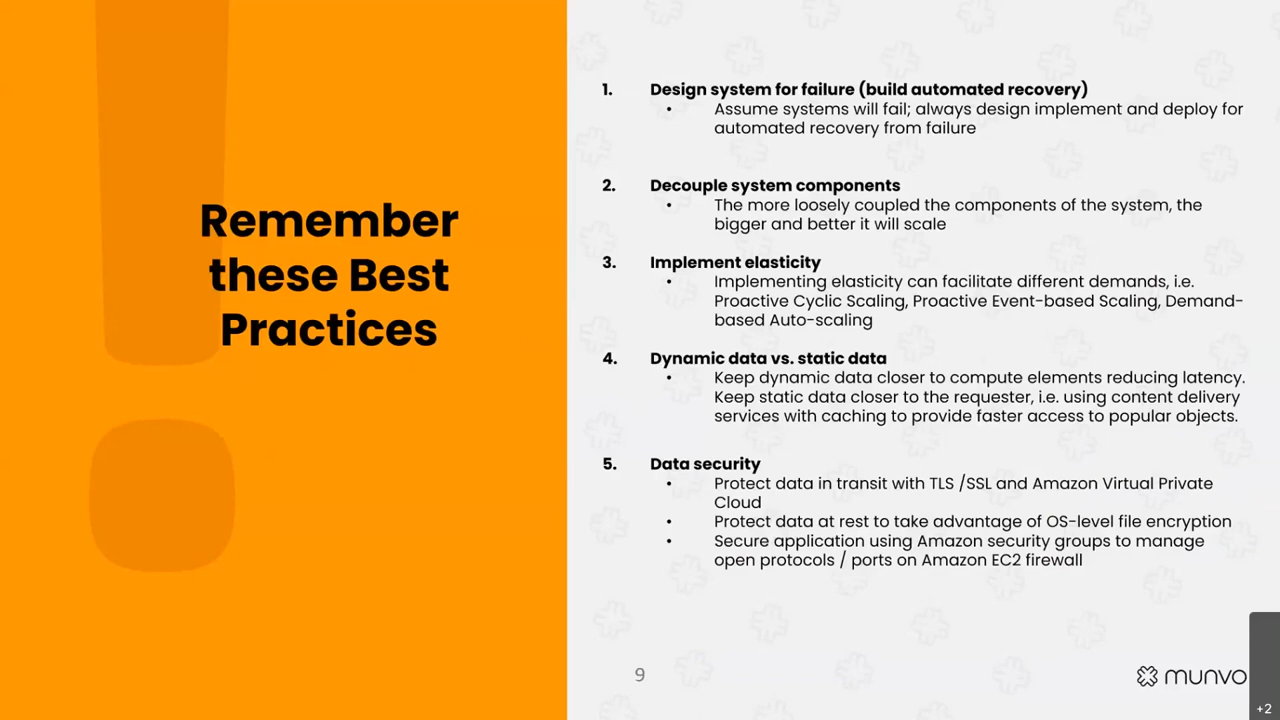 Remember
these Best
Practices
1. Design system for failure (build automated recovery)
• Assume systems will fail; always design implement and deploy for
automated recovery from failure
2. Decouple system components
• The more loosely coupled the components of the system, the
bigger and better it will scale
3. Implement elasticity
• Implementing elasticity can facilitate different demands, i.e.
Proactive Cyclic Scaling, Proactive Event-based Scaling, Demand-
based Auto-scaling
4. Dynamic data vs. static data
• Keep dynamic data closer to compute elements reducing latency.
Keep static data closer to the requester, i.e. using content delivery
services with caching to provide faster access to popular objects.
5. Data security
• Protect data in transit with TLS /SSL and Amazon Virtual Private
Cloud
• Protect data at rest to take advantage of OS-level file encryption
• Secure application using Amazon security groups to manage
open protocols / ports on Amazon EC2 firewall
9
munvo
+2